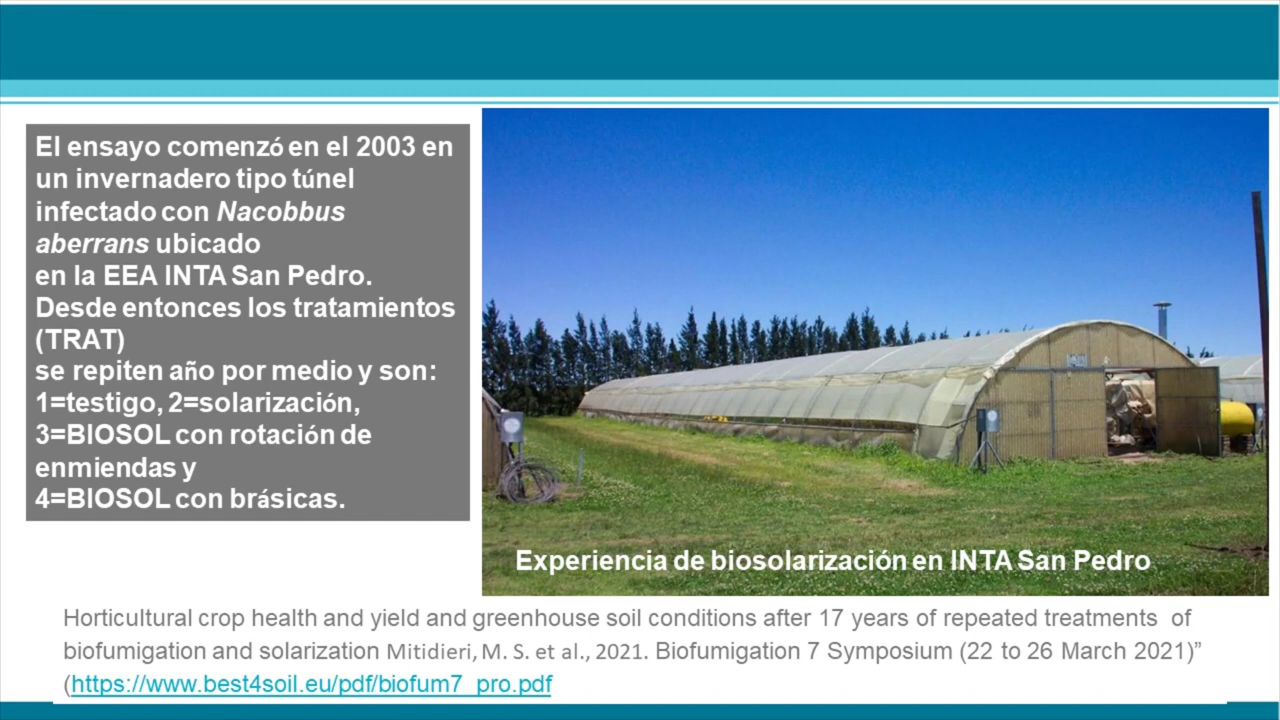 El ensayo comenzó en el 2003 en
un invernadero tipo túnel
infectado con Nacobbus
aberrans ubicado
en la EEA INTA San Pedro.
Desde entonces los tratamientos
(TRAT)
se repiten año por medio y son:
1=testigo, 2=solarización,
3=BIOSOL con rotación de
enmiendas y
4=BIOSOL con brásicas.
Experiencia de biosolarización en INTA San Pedro
Horticultural crop health and yield and greenhouse soil conditions after 17 years of repeated treatments of
biofumigation and solarization Mitidieri, M. S. et al., 2021. Biofumigation 7 Symposium (22 to 26 March 2021)”
(https://www.best4soil.eu/pdf/biofum7_pro.pdf